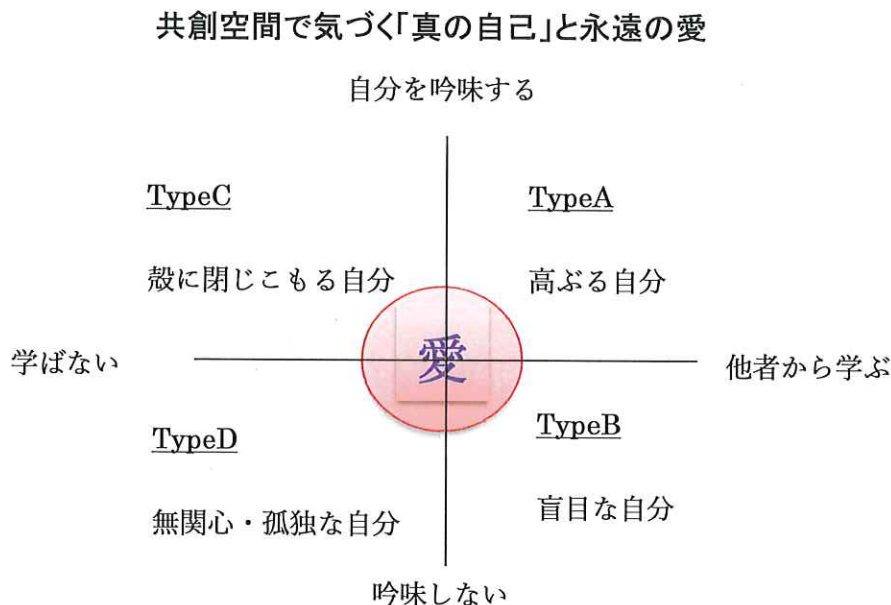 共創空間で気づく「真の自己」と永遠の愛
自分を吟味する
TypeC
TypeA
殻に閉じこもる自分
高ぶる自分
学ばない
愛
他者から学ぶ
TypeD
TypeB
無関心・孤独な自分
盲目な自分
吟味しない